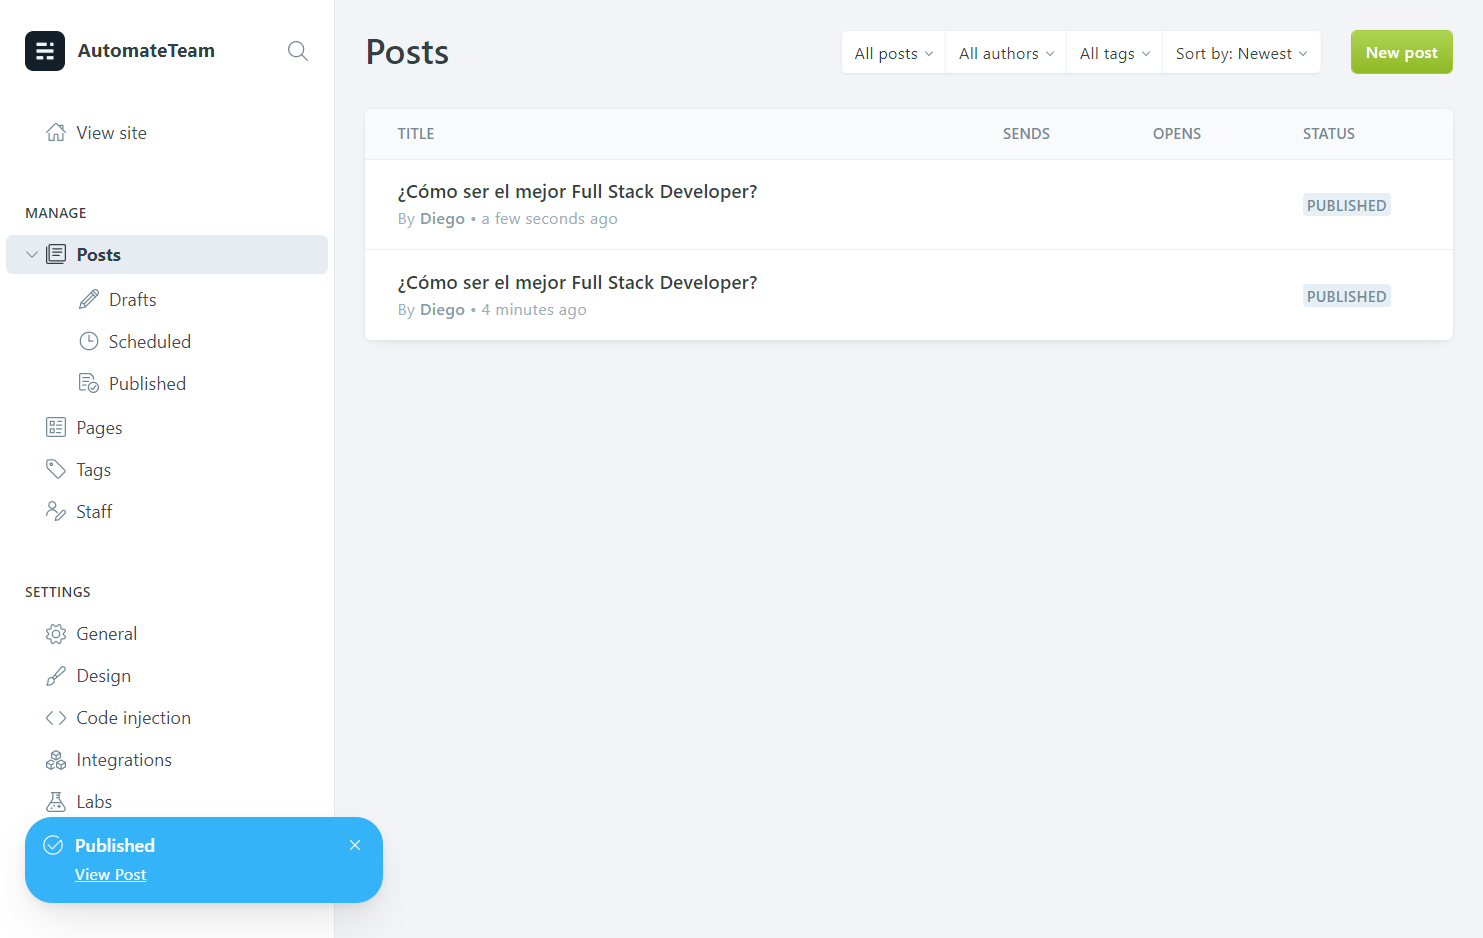 AutomateTeam
View site
MANAGE
Posts
Drafts
Scheduled
Published
Pages
Tags
Staff
SETTINGS
General
Design
Code injection
Integrations
Labs
Published
View Post
Posts
All posts
All authors
All tags
Sort by: Newest
New post
TITLE SENDS OPENS STATUS
¿Cómo ser el mejor Full Stack Developer?
By Diego • a few seconds ago
PUBLISHED
¿Cómo ser el mejor Full Stack Developer?
By Diego • 4 minutes ago
PUBLISHED